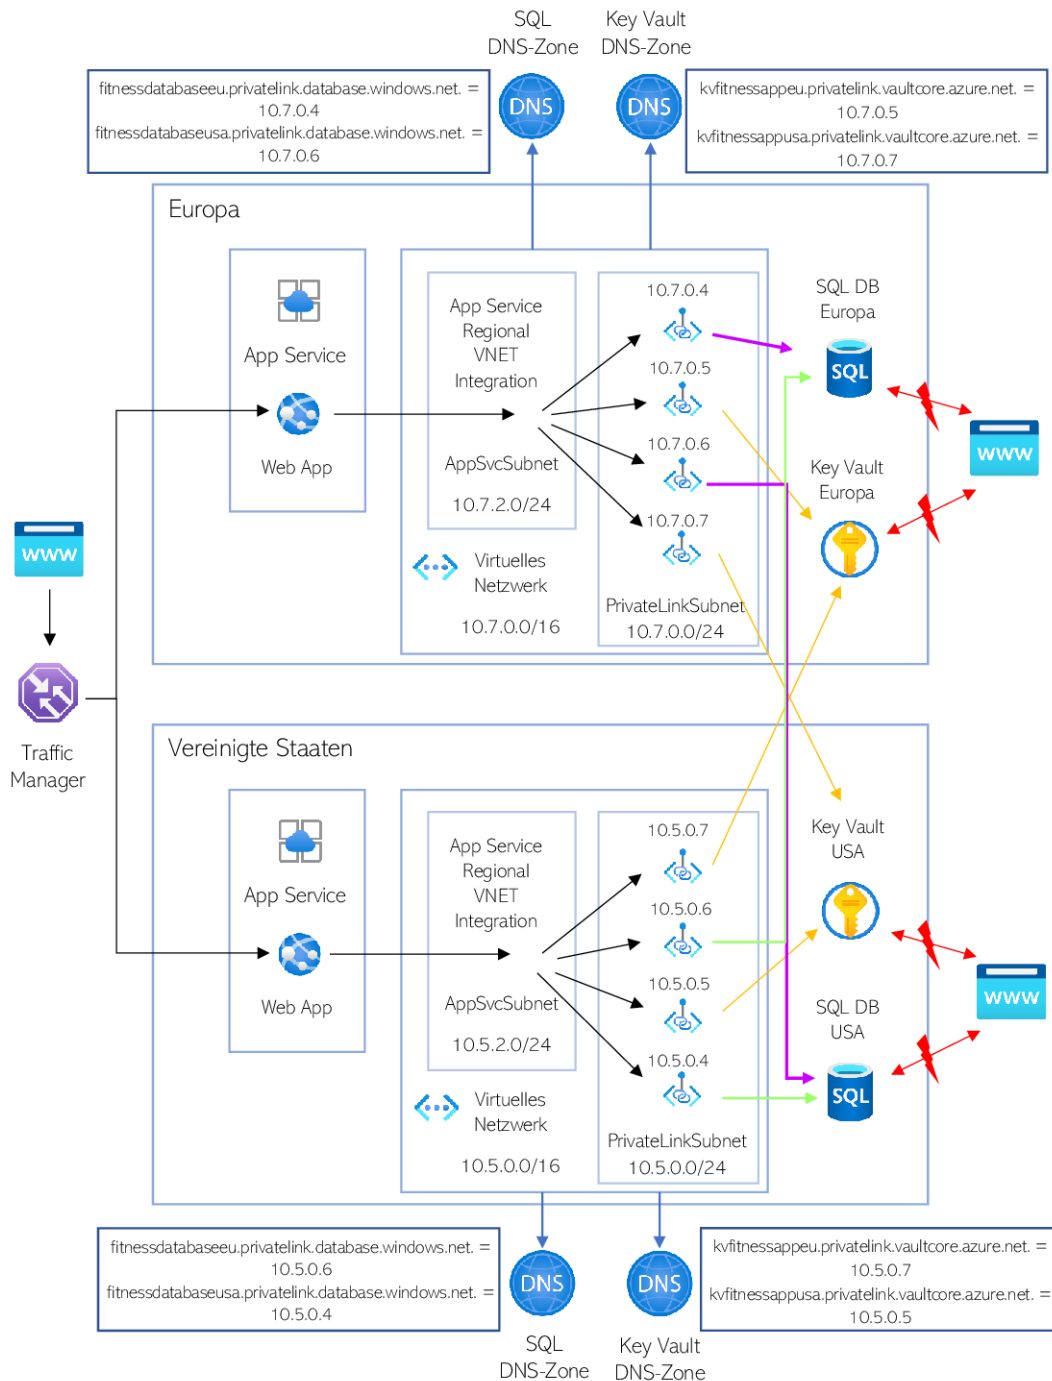 SQL
DNS-Zone
Key Vault
DNS-Zone
fitnessdatabaseeu.privatelink.database.windows.net. =
10.7.0.4
fitnessdatabaseusa.privatelink.database.windows.net. =
10.7.0.6
DNS
DNS
kvfitnessappeu.privatelink.vaultcore.azure.net. =
10.7.0.5
kvfitnessappusa.privatelink.vaultcore.azure.net. =
10.7.0.7
Europa
App Service
Web App
App Service
Regional
VNET
Integration
AppSvcSubnet
10.7.2.0/24
Virtuelles
Netzwerk
10.7.0.0/16
10.7.0.4
10.7.0.5
10.7.0.6
10.7.0.7
PrivateLinkSubnet
10.7.0.0/24
SQL DB
Europa
SQL
Key Vault
Europa
www
www
Traffic
Manager
Vereinigte Staaten
App Service
Web App
App Service
Regional
VNET
Integration
AppSvcSubnet
10.5.2.0/24
Virtuelles
Netzwerk
10.5.0.0/16
10.5.0.7
10.5.0.6
10.5.0.5
10.5.0.4
PrivateLinkSubnet
10.5.0.0/24
Key Vault
USA
SQL DB
USA
SQL
www
fitnessdatabaseeu.privatelink.database.windows.net. =
10.5.0.6
fitnessdatabaseusa.privatelink.database.windows.net. =
10.5.0.4
DNS
DNS
kvfitnessappeu.privatelink.vaultcore.azure.net. =
10.5.0.7
kvfitnessappusa.privatelink.vaultcore.azure.net. =
10.5.0.5
SQL
DNS-Zone
Key Vault
DNS-Zone